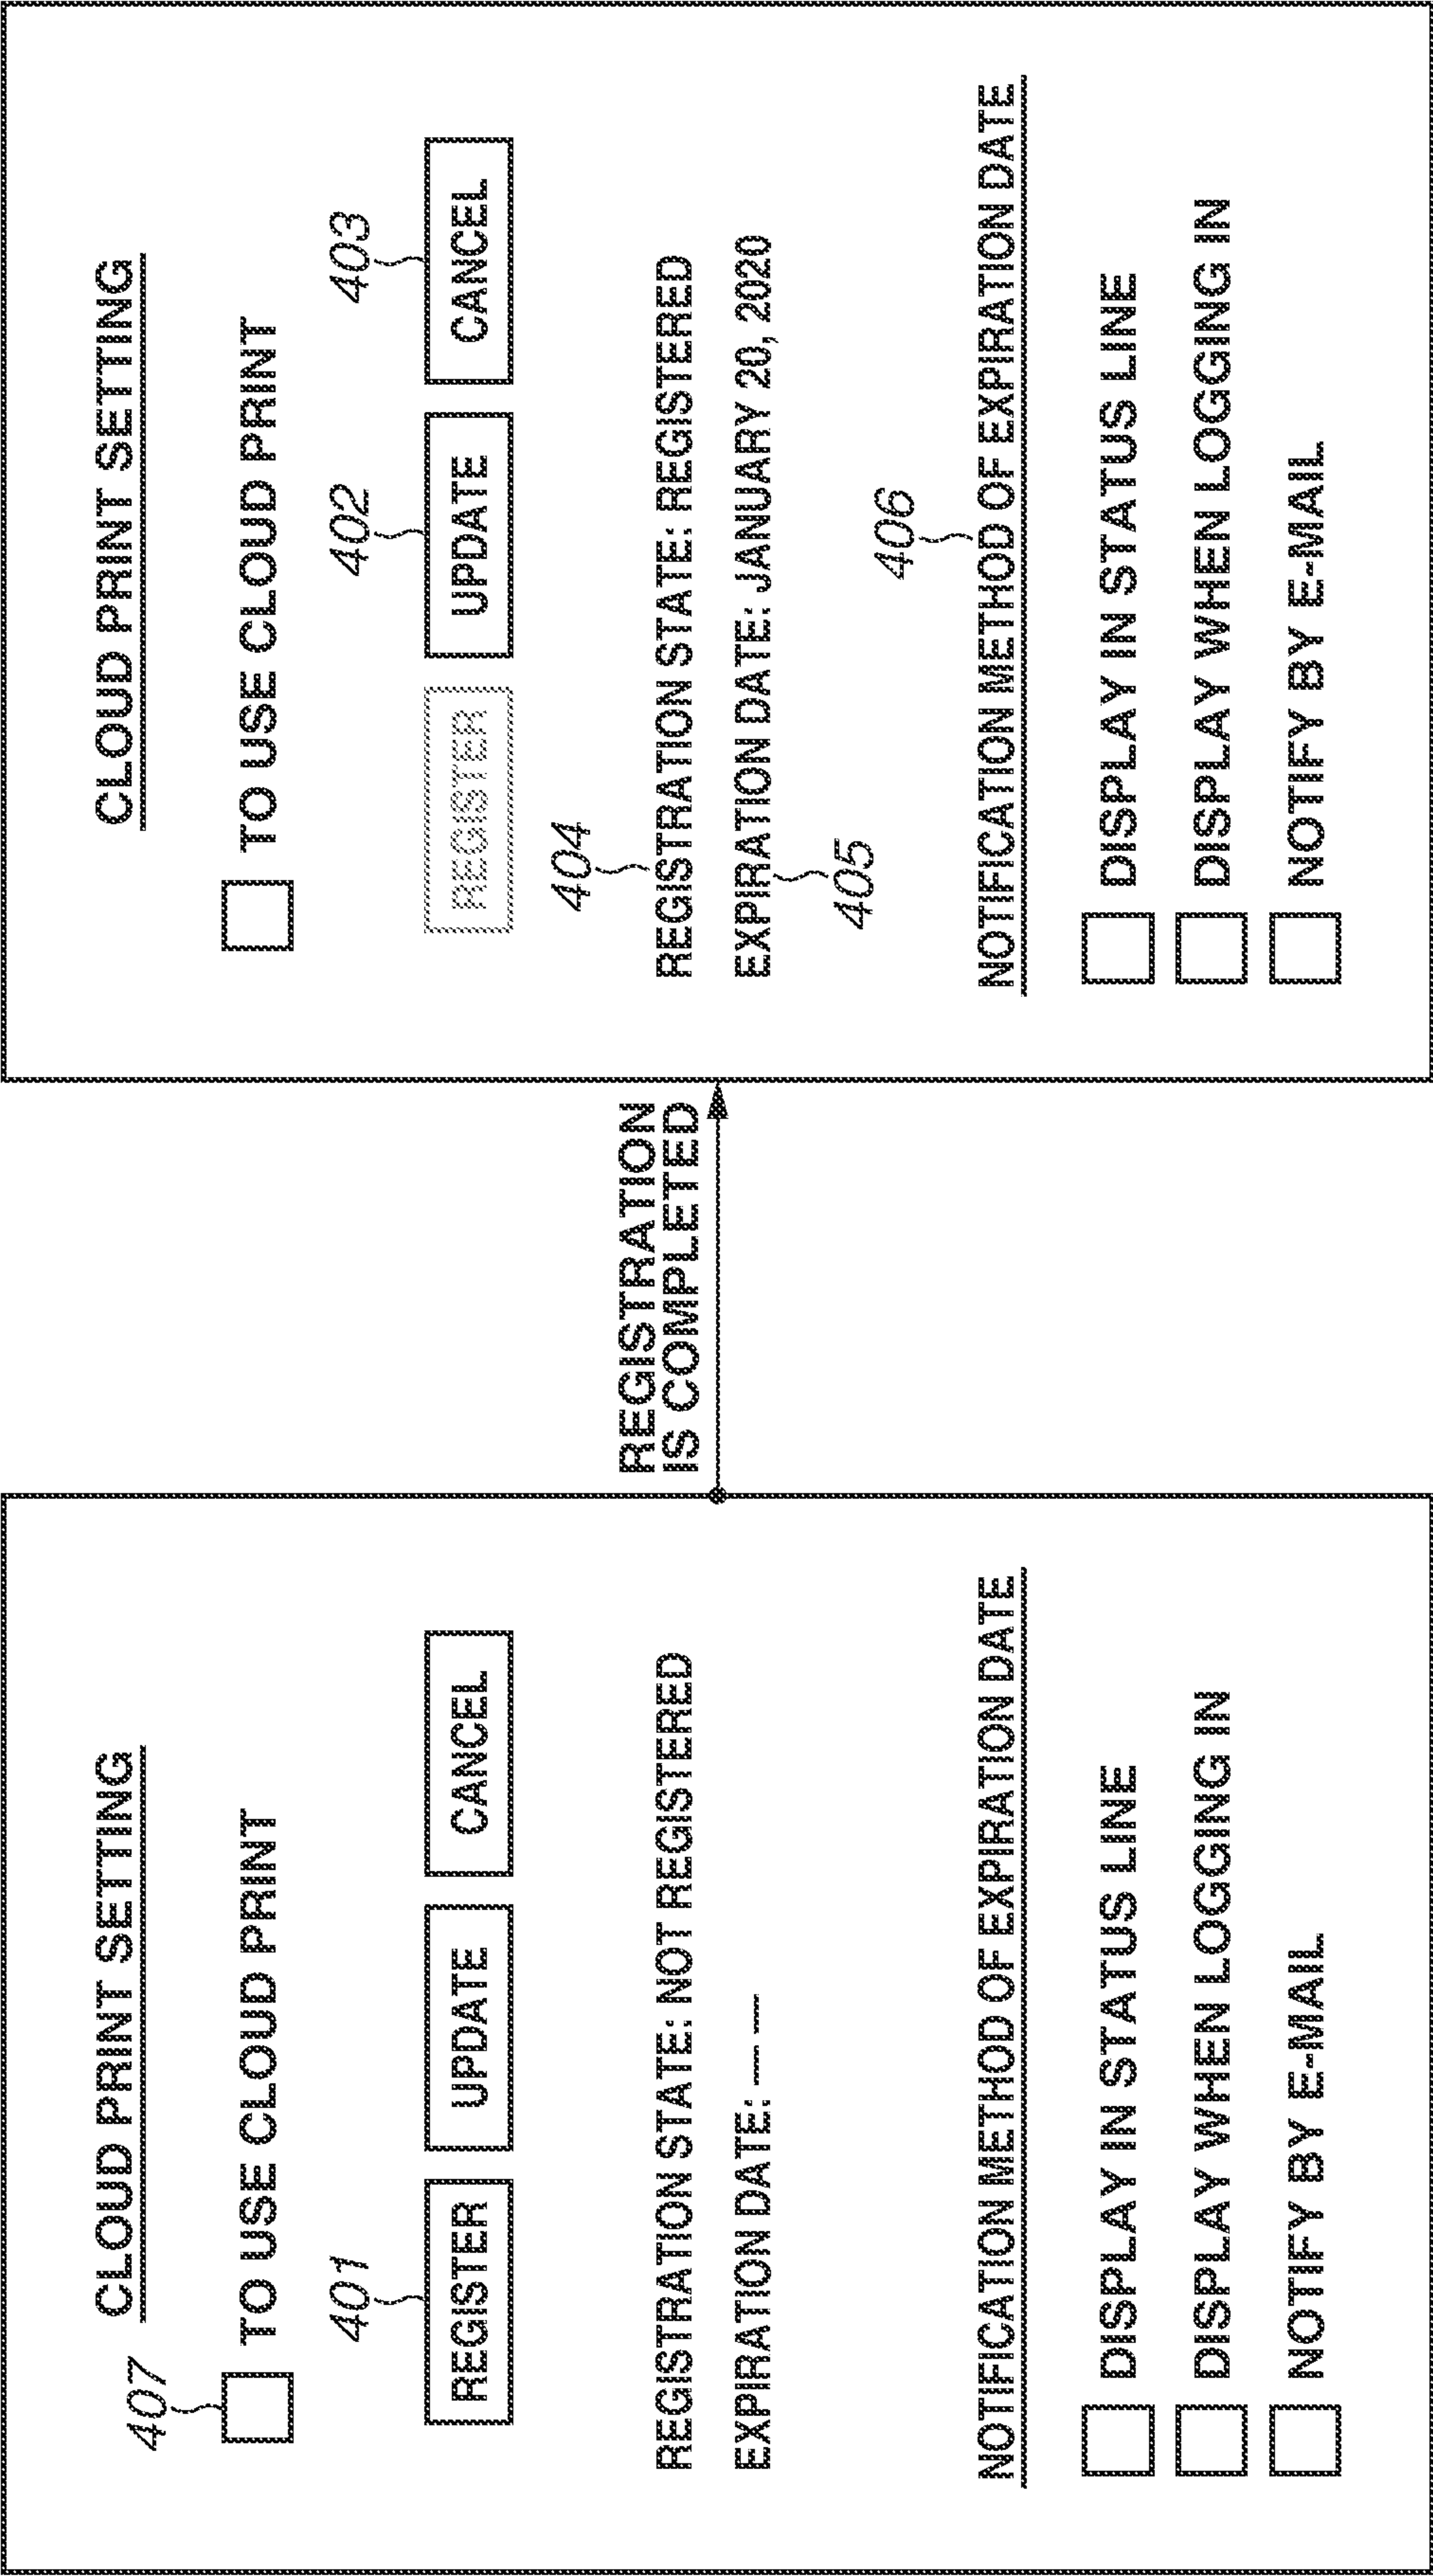 CLOUD PRINT SETTING
407
TO USE CLOUD PRINT
401
REGISTER UPDATE CANCEL
REGISTRATION STATE: NOT REGISTERED
EXPIRATION DATE: -- --
NOTIFICATION METHOD OF EXPIRATION DATE
DISPLAY IN STATUS LINE
DISPLAY WHEN LOGGING IN
NOTIFY BY E-MAIL
REGISTRATION
IS COMPLETED
CLOUD PRINT SETTING
TO USE CLOUD PRINT
402 403
REGISTER UPDATE CANCEL
404
REGISTRATION STATE: REGISTERED
EXPIRATION DATE: JANUARY 20, 2020
405
406
NOTIFICATION METHOD OF EXPIRATION DATE
DISPLAY IN STATUS LINE
DISPLAY WHEN LOGGING IN
NOTIFY BY E-MAIL